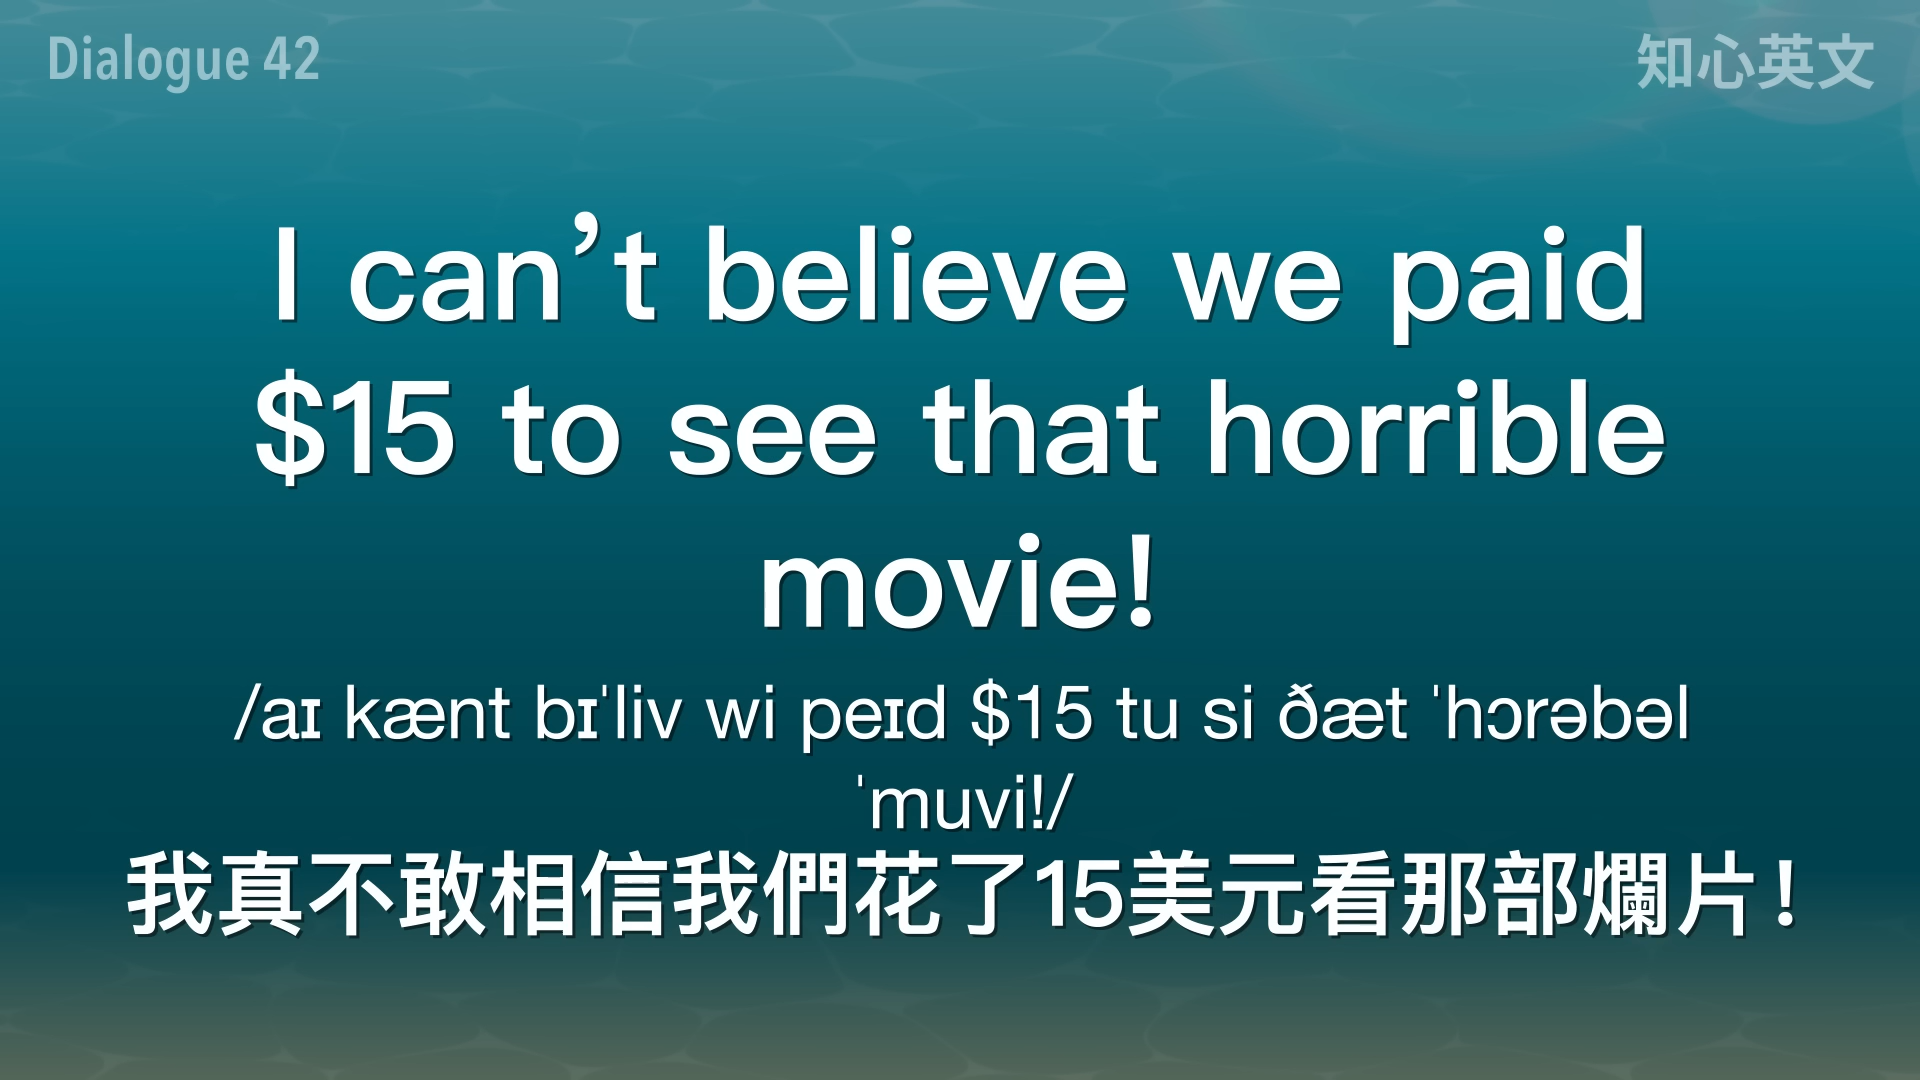 Dialogue 42
知心英文
I can’t believe we paid
$15 to see that horrible
movie!
/aɪ kænt bɪˈliv wi peɪd $15 tu si ðæt ˈhɔrəbəl
ˈmuvi!/
我真不敢相信我們花了15美元看那部爛片！